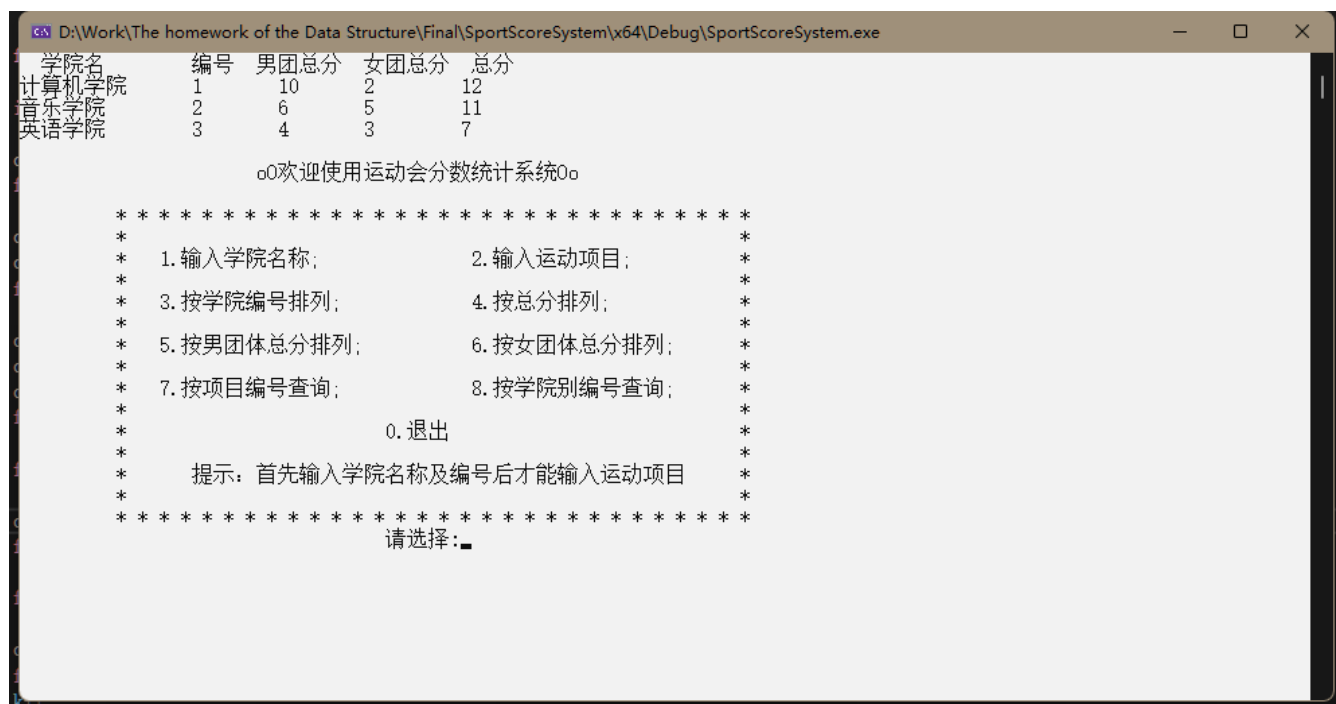 D:\Work\The homework of the Data Structure\Final\SportScoreSystem\x64\Debug\SportScoreSystem.exe
学院名 编号 男团总分 女团总分 总分
计算机学院 1 10 2 12
音乐学院 2 6 5 11
英语学院 3 4 3 7
oO欢迎使用运动会分数统计系统Oo
* * * * * * * * * * * * * * * * * * * * * * * * * * * * * *
* *
* 1.输入学院名称; 2.输入运动项目; *
* *
* 3.按学院编号排列; 4.按总分排列; *
* *
* 5.按男团体总分排列; 6.按女团体总分排列; *
* *
* 7.按项目编号查询; 8.按学院别编号查询; *
* *
* 0.退出 *
* *
* 提示：首先输入学院名称及编号后才能输入运动项目 *
* *
* * * * * * * * * * * * * * * * * * * * * * * * * * * * * *
请选择: